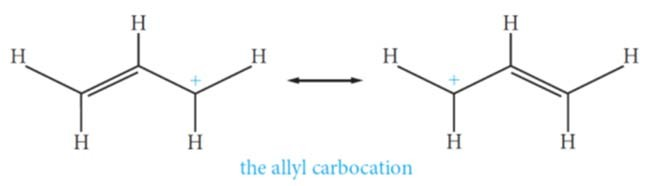 H H
H H H H
+ +
H H H H
the allyl carbocation